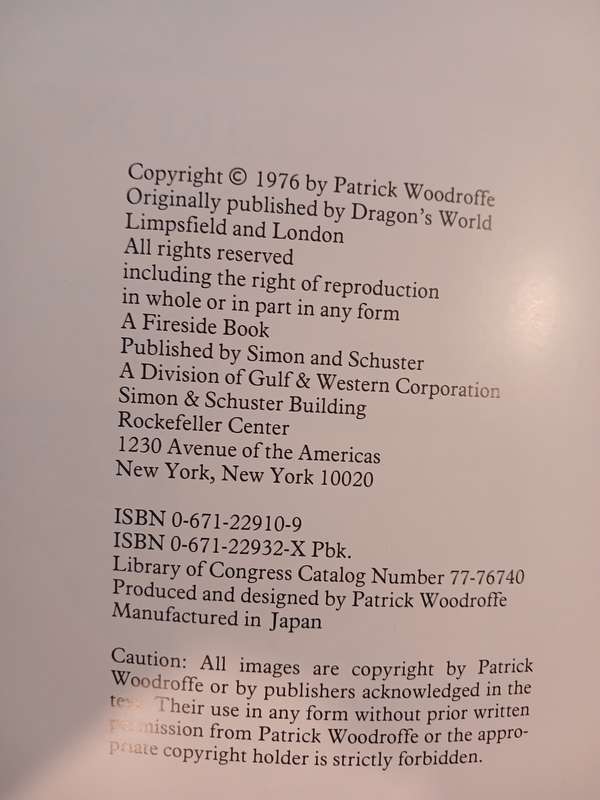 Copyright © 1976 by Patrick Woodroffe
Originally published by Dragon's World
Limpsfield and London
All rights reserved
including the right of reproduction
in whole or in part in any form
A Fireside Book
Published by Simon and Schuster
A Division of Gulf & Western Corporation
Simon & Schuster Building
Rockefeller Center
1230 Avenue of the Americas
New York, New York 10020
ISBN 0-671-22910-9
ISBN 0-671-22932-X Pbk.
Library of Congress Catalog Number 77-76740
Produced and designed by Patrick Woodroffe
Manufactured in Japan
Caution: All images are copyright by Patrick
Woodroffe or by publishers acknowledged in the
text. Their use in any form without prior written
permission from Patrick Woodroffe or the appro-
priate copyright holder is strictly forbidden.